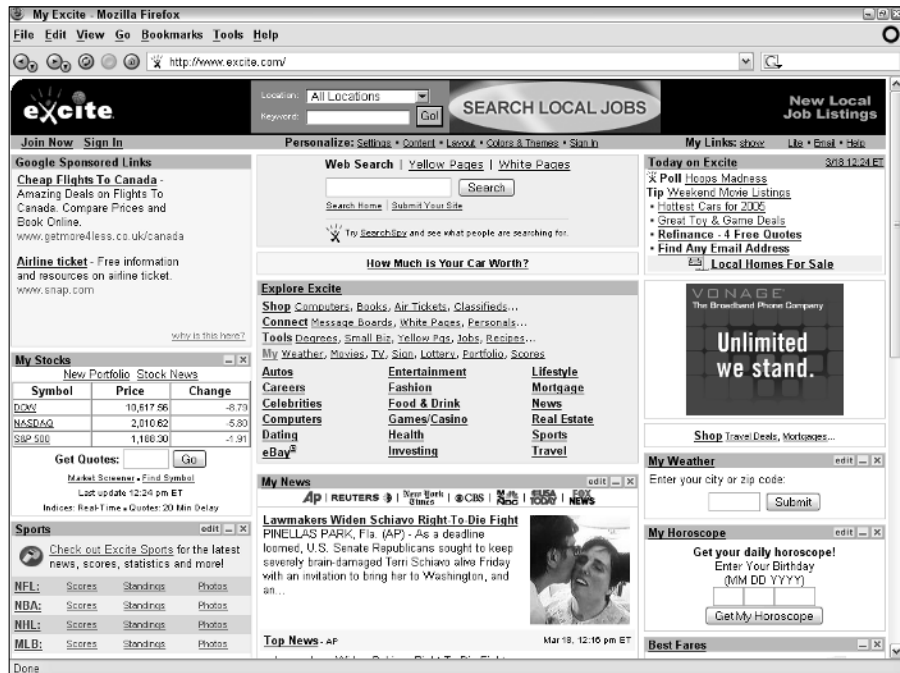 My Excite - Mozilla Firefox
File Edit View Go Bookmarks Tools Help
http://www.excite.com/
excite
Location: All Locations
Keyword: Go!
SEARCH LOCAL JOBS
New Local
Job Listings
Join Now Sign In
Personalize: Settings • Content • Layout • Colors & Themes • Sign In
My Links: show Lite • Email • Help
Google Sponsored Links
Cheap Flights To Canada -
Amazing Deals on Flights To
Canada. Compare Prices and
Book Online.
www.getmore4less.co.uk/canada
Airline ticket - Free information
and resources on airline ticket.
www.snap.com
why is this here?
My Stocks
New Portfolio Stock News
Symbol Price Change
DOW 10,617.56 -8.79
NASDAQ 2,010.62 -5.80
S&P 500 1,188.30 -1.91
Get Quotes: Go
Market Screener • Find Symbol
Last update 12:24 pm ET
Indices: Real-Time • Quotes: 20 Min Delay
Sports edit
Check out Excite Sports for the latest
news, scores, statistics and more!
NFL: Scores Standings Photos
NBA: Scores Standings Photos
NHL: Scores Standings Photos
MLB: Scores Standings Photos
Web Search | Yellow Pages | White Pages
Search
Search Home | Submit Your Site
Try SearchSpy and see what people are searching for.
How Much is Your Car Worth?
Explore Excite
Shop Computers, Books, Air Tickets, Classifieds...
Connect Message Boards, White Pages, Personals...
Tools Degrees, Small Biz, Yellow Pgs, Jobs, Recipes...
My Weather, Movies, TV, Sign, Lottery, Portfolio, Scores
Autos Entertainment Lifestyle
Careers Fashion Mortgage
Celebrities Food & Drink News
Computers Games/Casino Real Estate
Dating Health Sports
eBay Investing Travel
My News edit
AP | REUTERS | New York Times | CBS | NBC | USA TODAY | FOX NEWS
Lawmakers Widen Schiavo Right-To-Die Fight
PINELLAS PARK, Fla. (AP) - As a deadline
loomed, U.S. Senate Republicans sought to keep
severely brain-damaged Terri Schiavo alive Friday
with an invitation to bring her to Washington, and
an...
Top News - AP Mar 18, 12:16 pm ET
Today on Excite 3/18 12:24 ET
Poll Hoops Madness
Tip Weekend Movie Listings
• Hottest Cars for 2005
• Great Toy & Game Deals
• Refinance - 4 Free Quotes
• Find Any Email Address
Local Homes For Sale
VONAGE
The Broadband Phone Company
Unlimited
we stand.
Shop Travel Deals, Mortgages...
My Weather edit
Enter your city or zip code:
Submit
My Horoscope edit
Get your daily horoscope!
Enter Your Birthday
(MM DD YYYY)
Get My Horoscope
Best Fares
Done